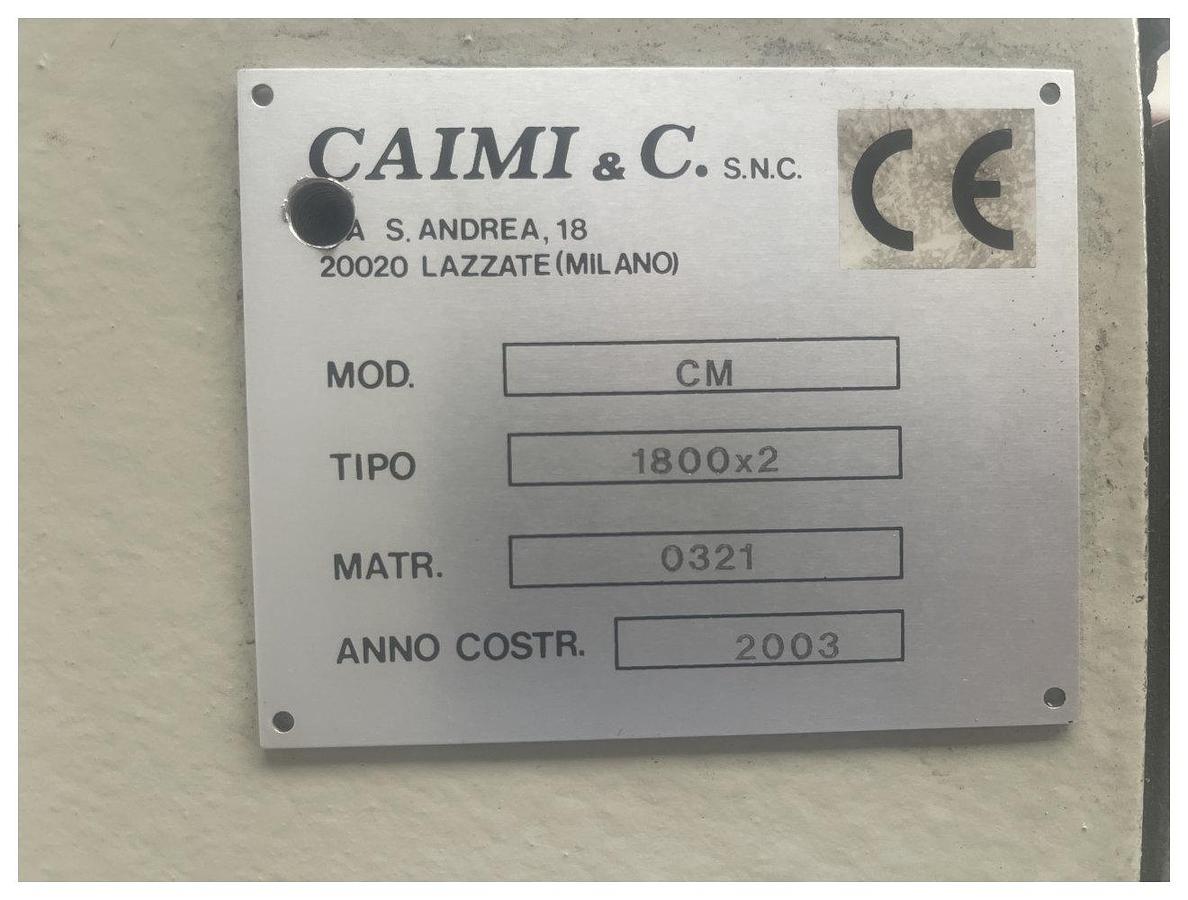 CAIMI & C. S.N.C.
CE
S. ANDREA, 18
20020 LAZZATE (MILANO)
MOD. CM
TIPO 1800x2
MATR. 0321
ANNO COSTR. 2003